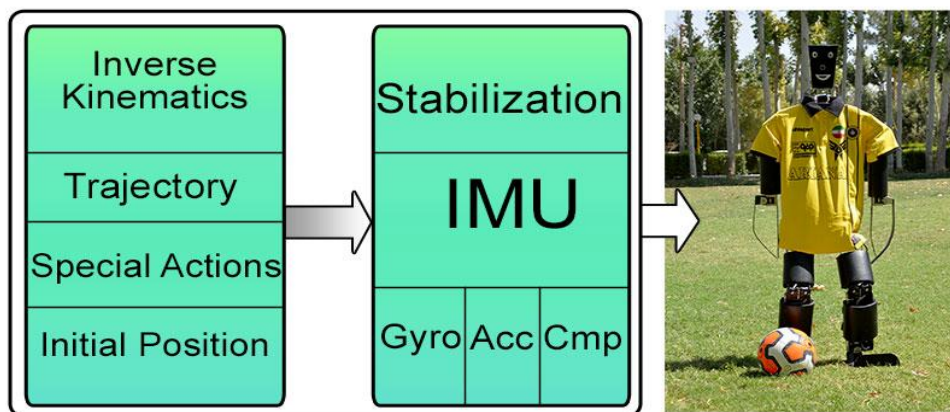 Inverse
Kinematics
Trajectory
Special Actions
Initial Position
Stabilization
IMU
Gyro Acc Cmp